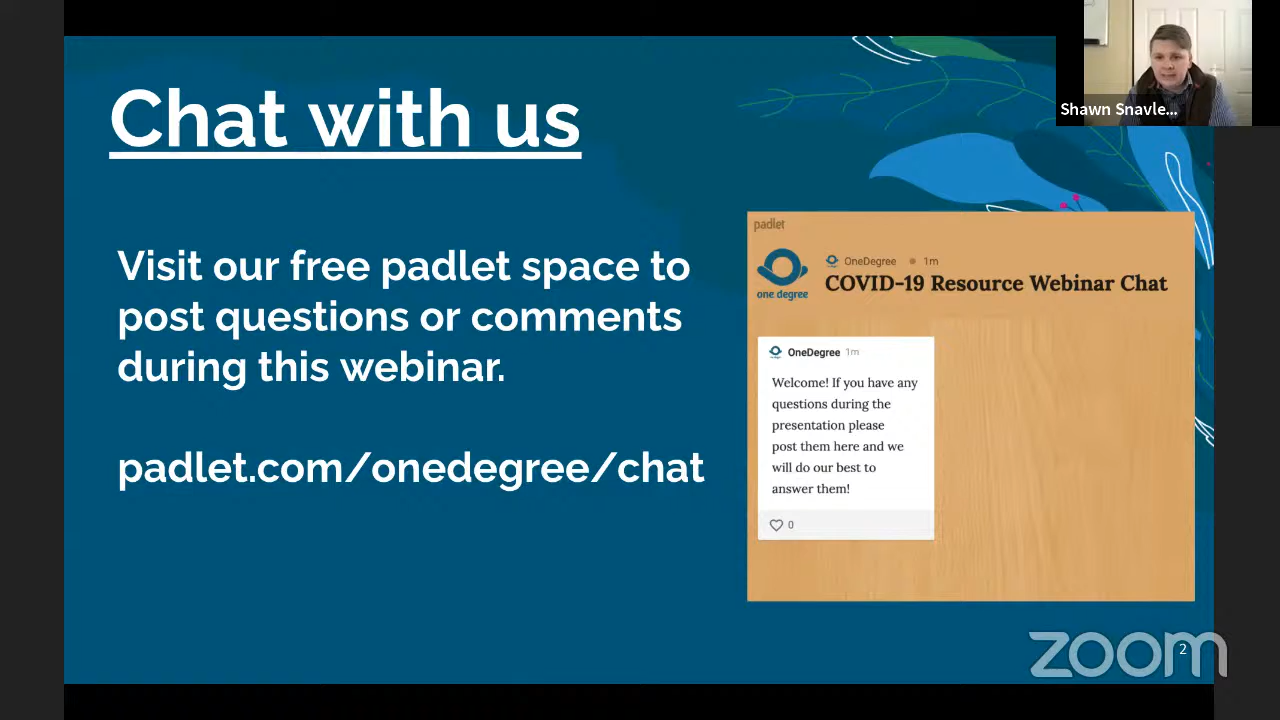 Chat with us
Shawn Snavle...
Visit our free padlet space to
post questions or comments
during this webinar.
padlet.com/onedegree/chat
padlet
one degree
OneDegree • 1m
COVID-19 Resource Webinar Chat
OneDegree 1m
Welcome! If you have any
questions during the
presentation please
post them here and we
will do our best to
answer them!
0
zoom
2